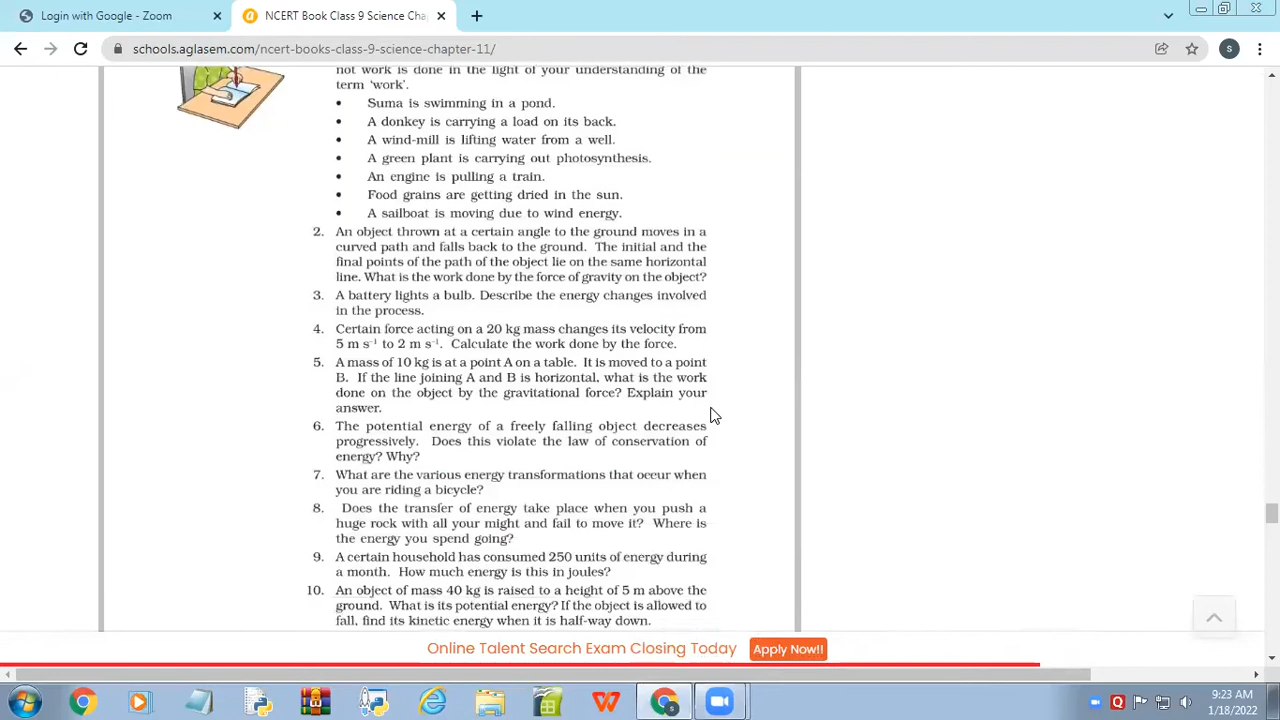 Login with Google - Zoom
NCERT Book Class 9 Science Cha
schools.aglasem.com/ncert-books-class-9-science-chapter-11/
S
not work is done in the light of your understanding of the
term ‘work’.
• Suma is swimming in a pond.
• A donkey is carrying a load on its back.
• A wind-mill is lifting water from a well.
• A green plant is carrying out photosynthesis.
• An engine is pulling a train.
• Food grains are getting dried in the sun.
• A sailboat is moving due to wind energy.
2. An object thrown at a certain angle to the ground moves in a
curved path and falls back to the ground. The initial and the
final points of the path of the object lie on the same horizontal
line. What is the work done by the force of gravity on the object?
3. A battery lights a bulb. Describe the energy changes involved
in the process.
4. Certain force acting on a 20 kg mass changes its velocity from
5 m s⁻¹ to 2 m s⁻¹. Calculate the work done by the force.
5. A mass of 10 kg is at a point A on a table. It is moved to a point
B. If the line joining A and B is horizontal, what is the work
done on the object by the gravitational force? Explain your
answer.
6. The potential energy of a freely falling object decreases
progressively. Does this violate the law of conservation of
energy? Why?
7. What are the various energy transformations that occur when
you are riding a bicycle?
8. Does the transfer of energy take place when you push a
huge rock with all your might and fail to move it? Where is
the energy you spend going?
9. A certain household has consumed 250 units of energy during
a month. How much energy is this in joules?
10. An object of mass 40 kg is raised to a height of 5 m above the
ground. What is its potential energy? If the object is allowed to
fall, find its kinetic energy when it is half-way down.
Online Talent Search Exam Closing Today Apply Now!!
9:23 AM
1/18/2022